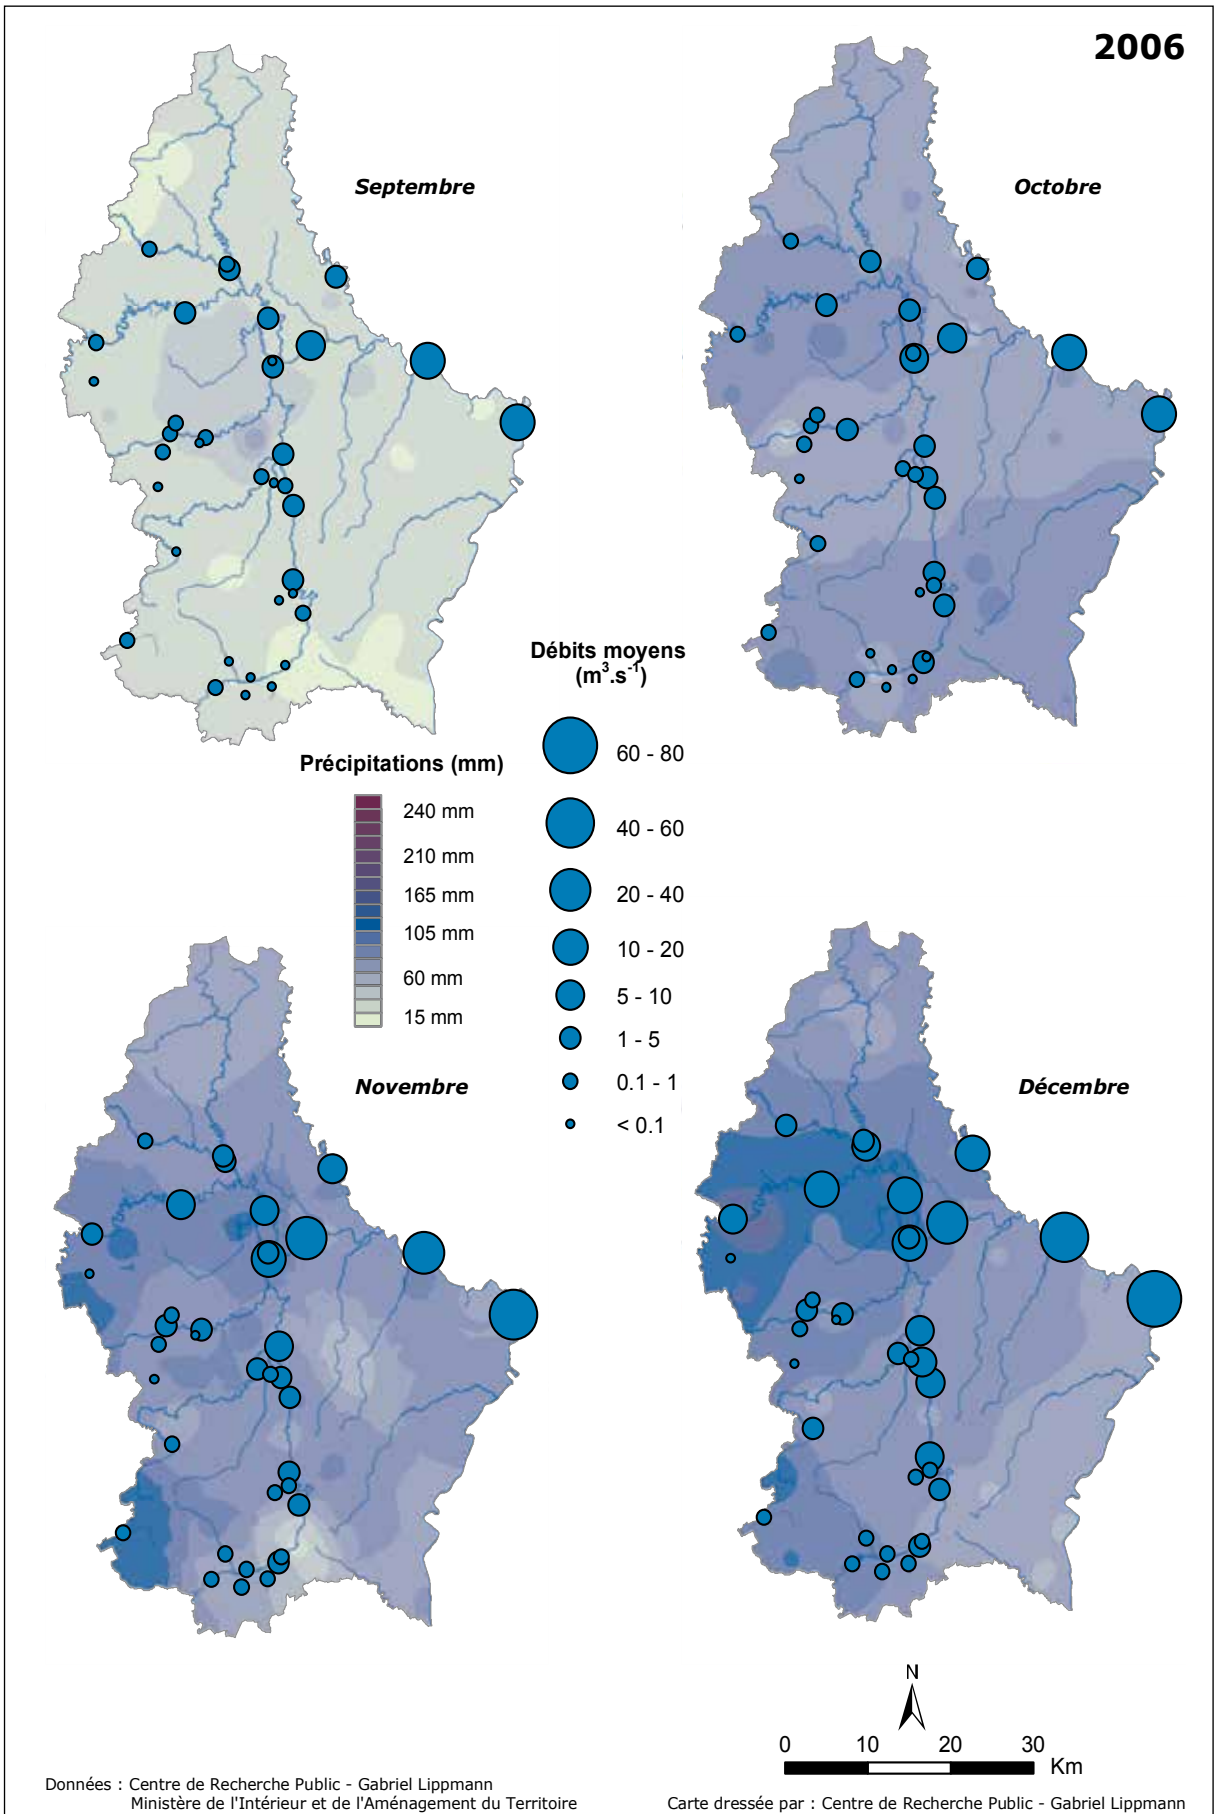 2006
Septembre
Octobre
Débits moyens
(m³.s⁻¹)
60 - 80
40 - 60
20 - 40
10 - 20
5 - 10
1 - 5
0.1 - 1
< 0.1
Précipitations (mm)
240 mm
210 mm
165 mm
105 mm
60 mm
15 mm
Novembre
Décembre
N
0 10 20 30
Km
Données : Centre de Recherche Public - Gabriel Lippmann
Ministère de l'Intérieur et de l'Aménagement du Territoire
Carte dressée par : Centre de Recherche Public - Gabriel Lippmann